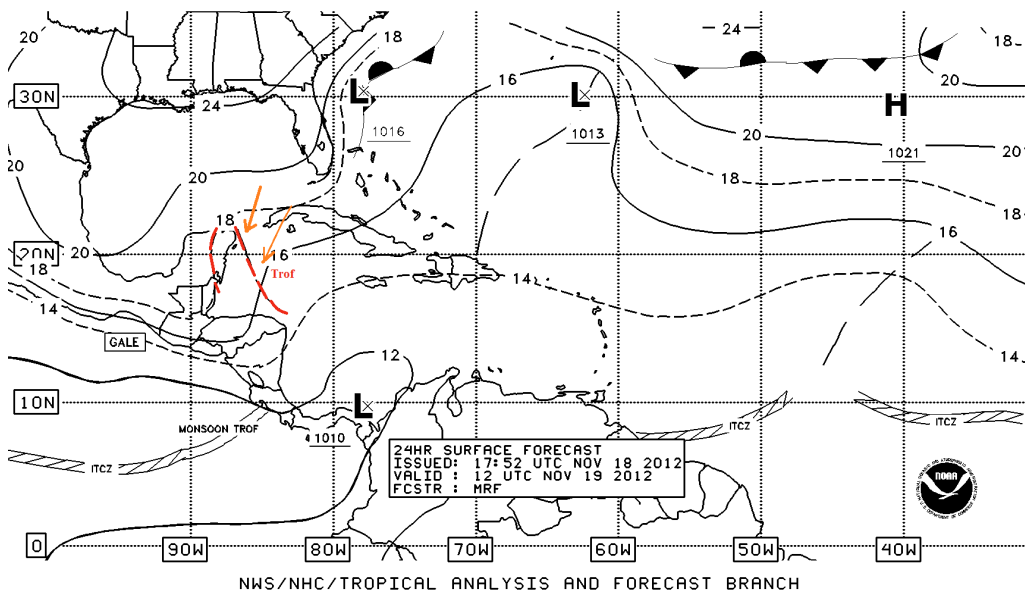 24
18
20
18
16
20
30N
L
24
L
H
1016
1013
20
1021
20
20
20
18
18
18
16
20N
20
16
18
Trof
14
14
GALE
14
12
10N
L
MONSOON TROF
ITCZ
1010
ITCZ
ITCZ
24HR SURFACE FORECAST
ISSUED: 17:52 UTC NOV 18 2012
VALID : 12 UTC NOV 19 2012
FCSTR : MRF
NOAA
0
90W
80W
70W
60W
50W
40W
NWS/NHC/TROPICAL ANALYSIS AND FORECAST BRANCH